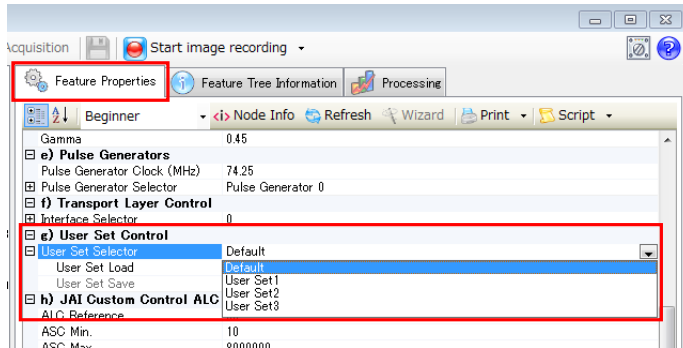 Acquisition Start image recording
Feature Properties Feature Tree Information Processing
Beginner <i> Node Info Refresh Wizard Print Script
Gamma 0.45
e) Pulse Generators
Pulse Generator Clock (MHz) 74.25
Pulse Generator Selector Pulse Generator 0
f) Transport Layer Control
Interface Selector 0
g) User Set Control
User Set Selector Default
User Set Load Default
User Set Save User Set1
User Set2
h) JAI Custom Control ALC User Set3
ALC Reference
ASC Min. 10
ASC Max 8000000